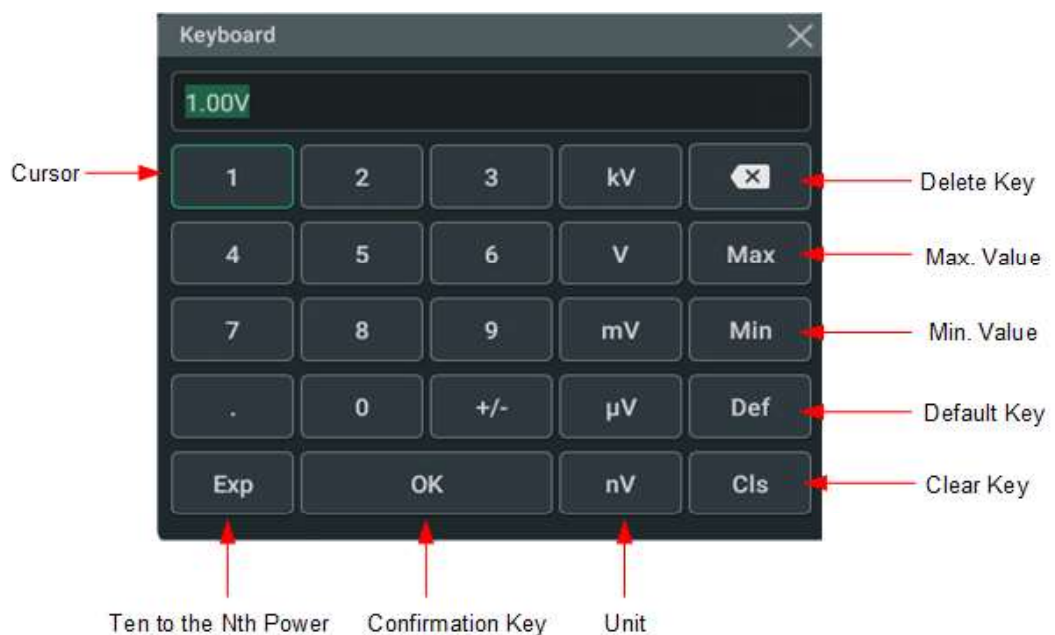 Keyboard
1.00V
Cursor 1 2 3 kV Delete Key
4 5 6 V Max Max. Value
7 8 9 mV Min Min. Value
. 0 +/- µV Def Default Key
Exp OK nV Cls Clear Key
Ten to the Nth Power Confirmation Key Unit